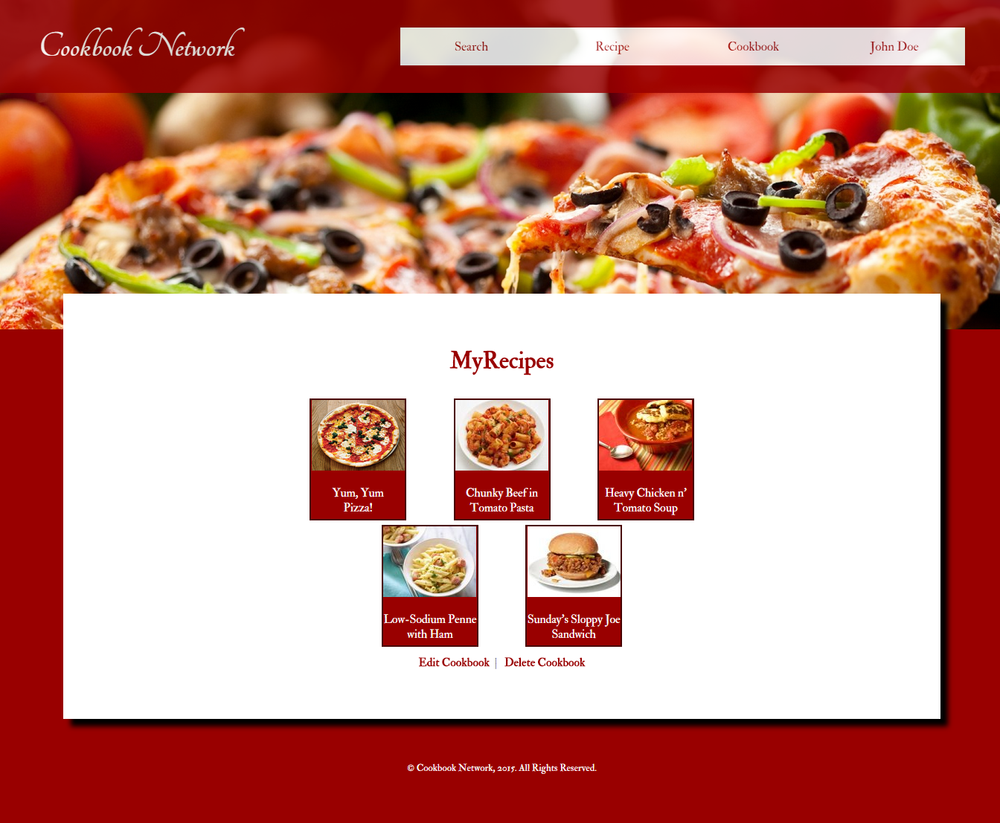 Cookbook Network
Search Recipe Cookbook John Doe
MyRecipes
Yum, Yum
Pizza!
Chunky Beef in
Tomato Pasta
Heavy Chicken n'
Tomato Soup
Low-Sodium Penne
with Ham
Sunday's Sloppy Joe
Sandwich
Edit Cookbook | Delete Cookbook
© Cookbook Network, 2015. All Rights Reserved.